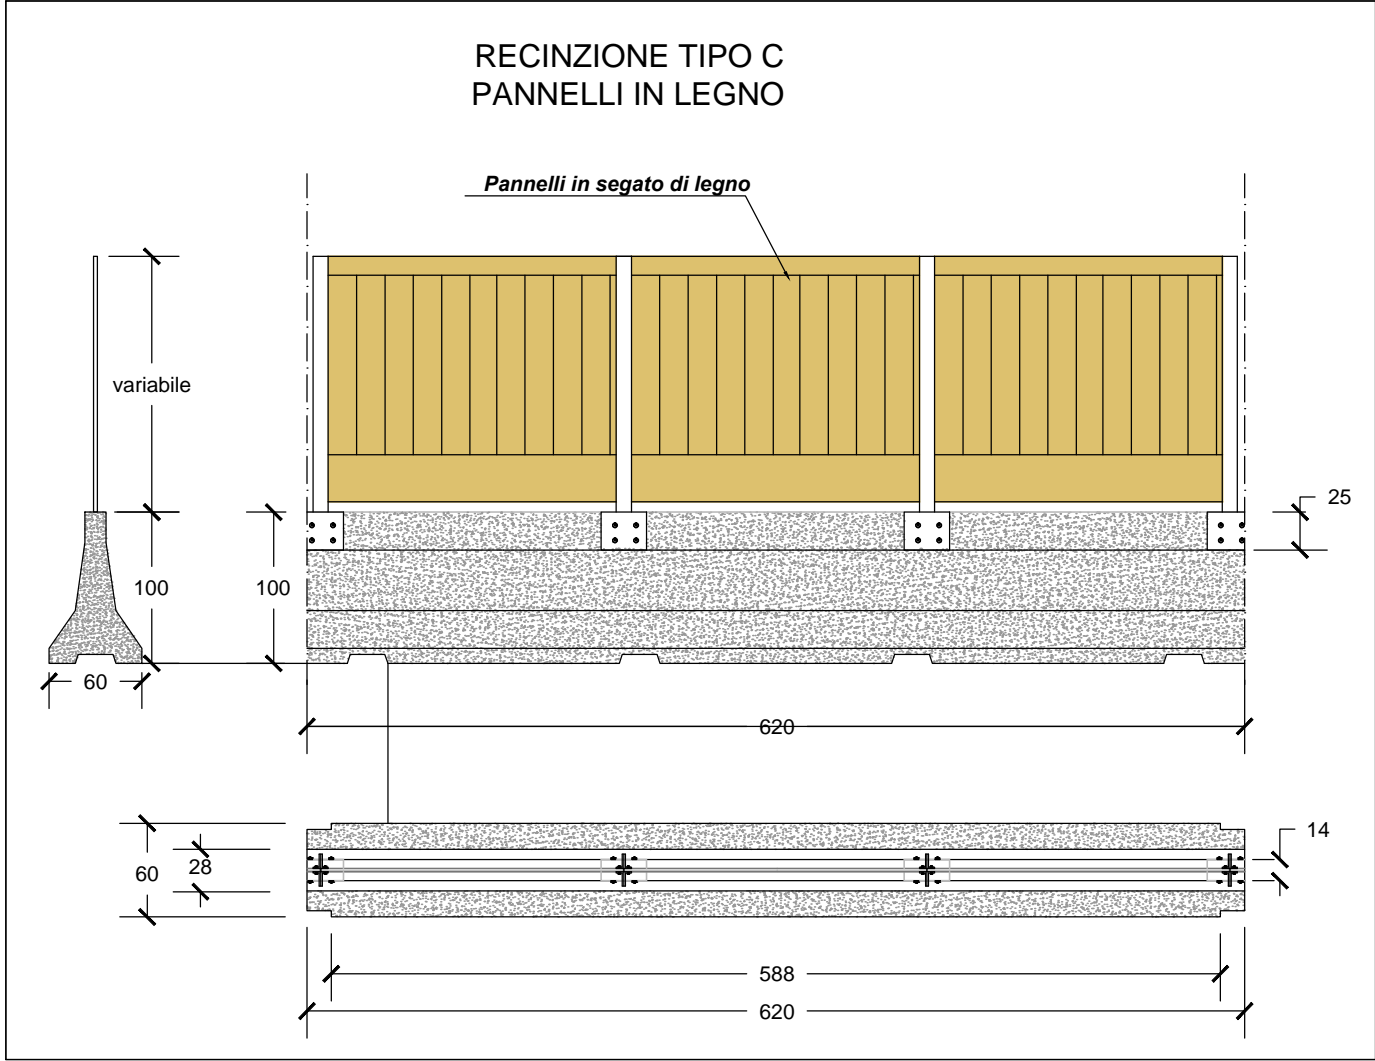 RECINZIONE TIPO C
PANNELLI IN LEGNO
Pannelli in segato di legno
variabile
25
100
100
60
620
14
60
28
588
620